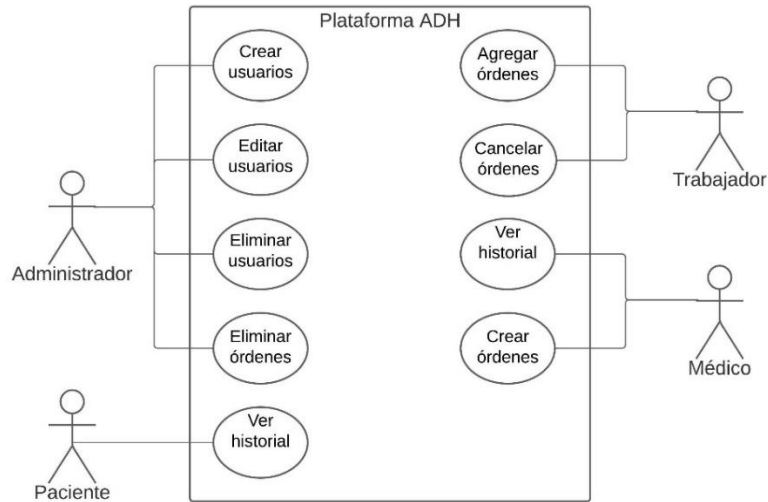 Plataforma ADH
Crear
usuarios
Editar
usuarios
Eliminar
usuarios
Eliminar
órdenes
Ver
historial
Agregar
órdenes
Cancelar
órdenes
Ver
historial
Crear
órdenes
Administrador
Paciente
Trabajador
Médico